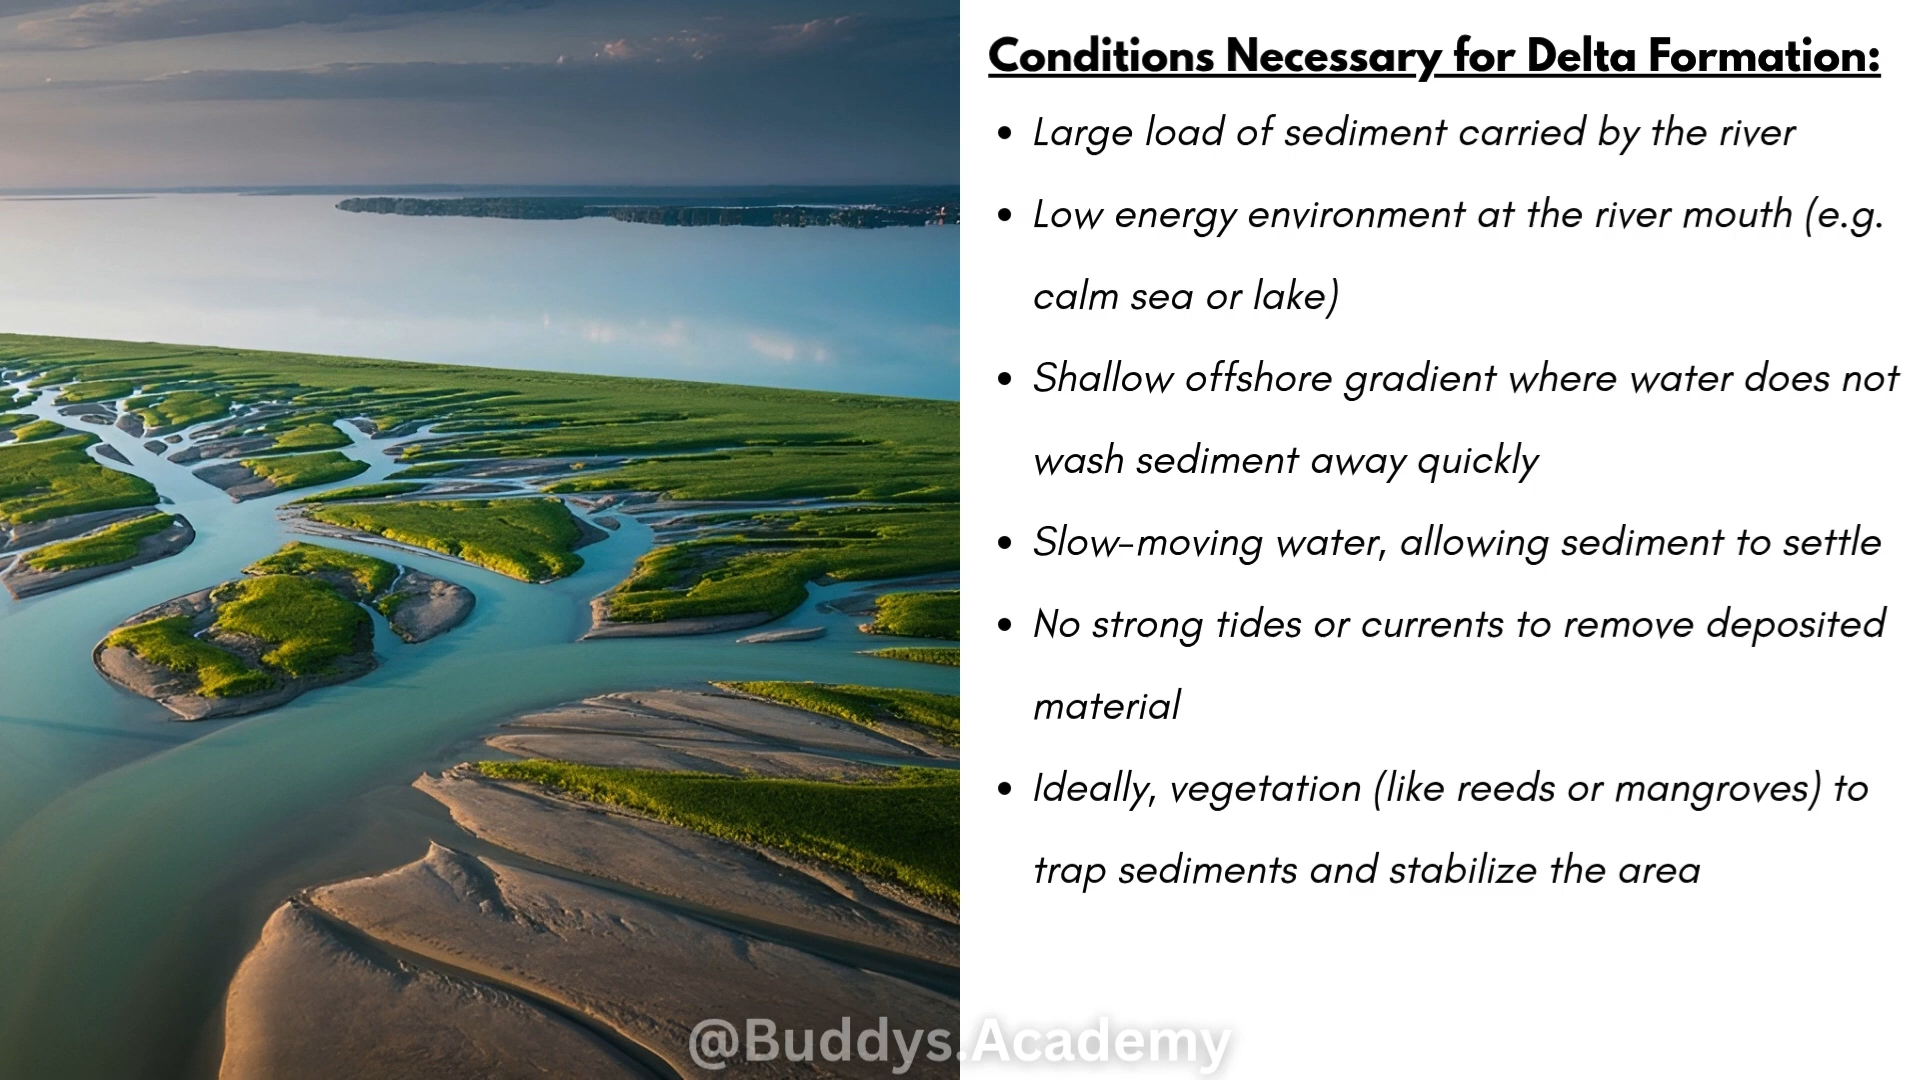 Conditions Necessary for Delta Formation:
• Large load of sediment carried by the river
• Low energy environment at the river mouth (e.g.
calm sea or lake)
• Shallow offshore gradient where water does not
wash sediment away quickly
• Slow-moving water, allowing sediment to settle
• No strong tides or currents to remove deposited
material
• Ideally, vegetation (like reeds or mangroves) to
trap sediments and stabilize the area
@Buddys.Academy